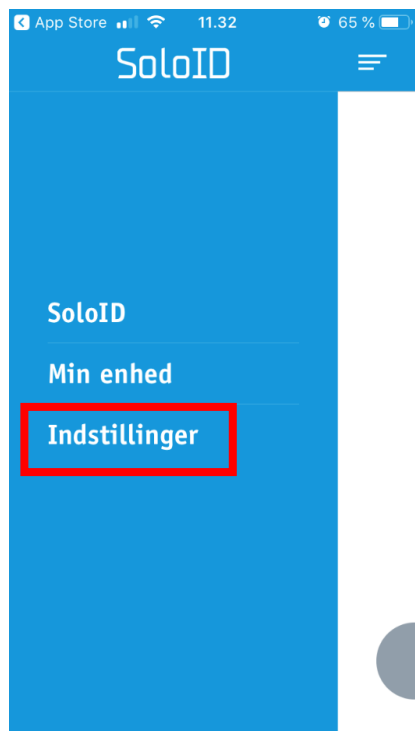 App Store 11.32 65 %
SoloID
SoloID
Min enhed
Indstillinger